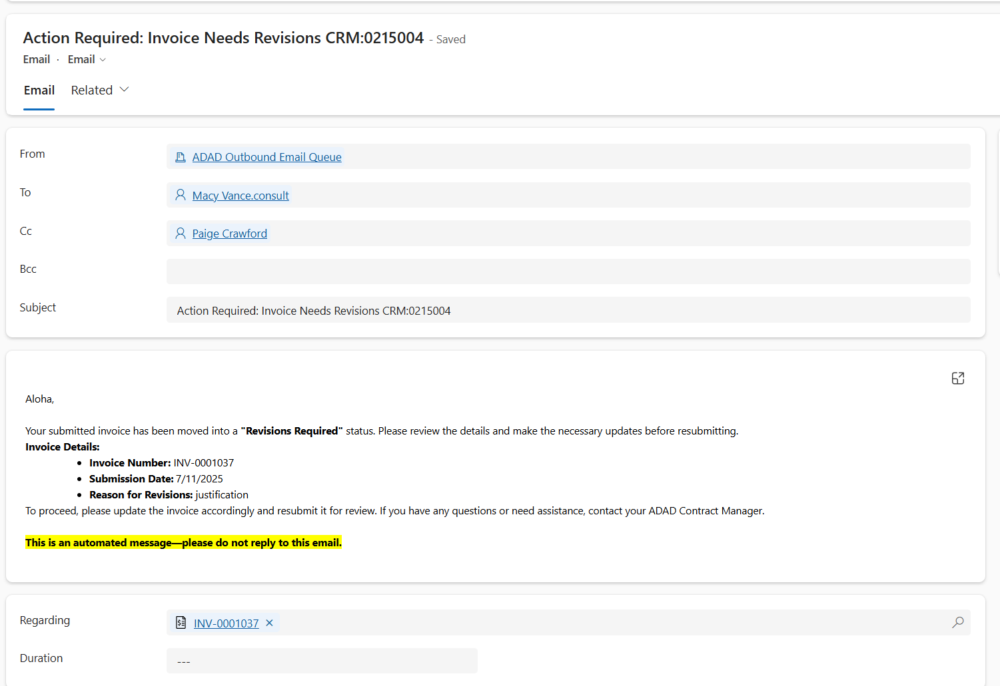 Action Required: Invoice Needs Revisions CRM:0215004 - Saved
Email · Email
Email Related
From ADAD Outbound Email Queue
To Macy Vance.consult
Cc Paige Crawford
Bcc
Subject Action Required: Invoice Needs Revisions CRM:0215004
Aloha,
Your submitted invoice has been moved into a "Revisions Required" status. Please review the details and make the necessary updates before resubmitting.
Invoice Details:
• Invoice Number: INV-0001037
• Submission Date: 7/11/2025
• Reason for Revisions: justification
To proceed, please update the invoice accordingly and resubmit it for review. If you have any questions or need assistance, contact your ADAD Contract Manager.
This is an automated message—please do not reply to this email.
Regarding INV-0001037
Duration ---